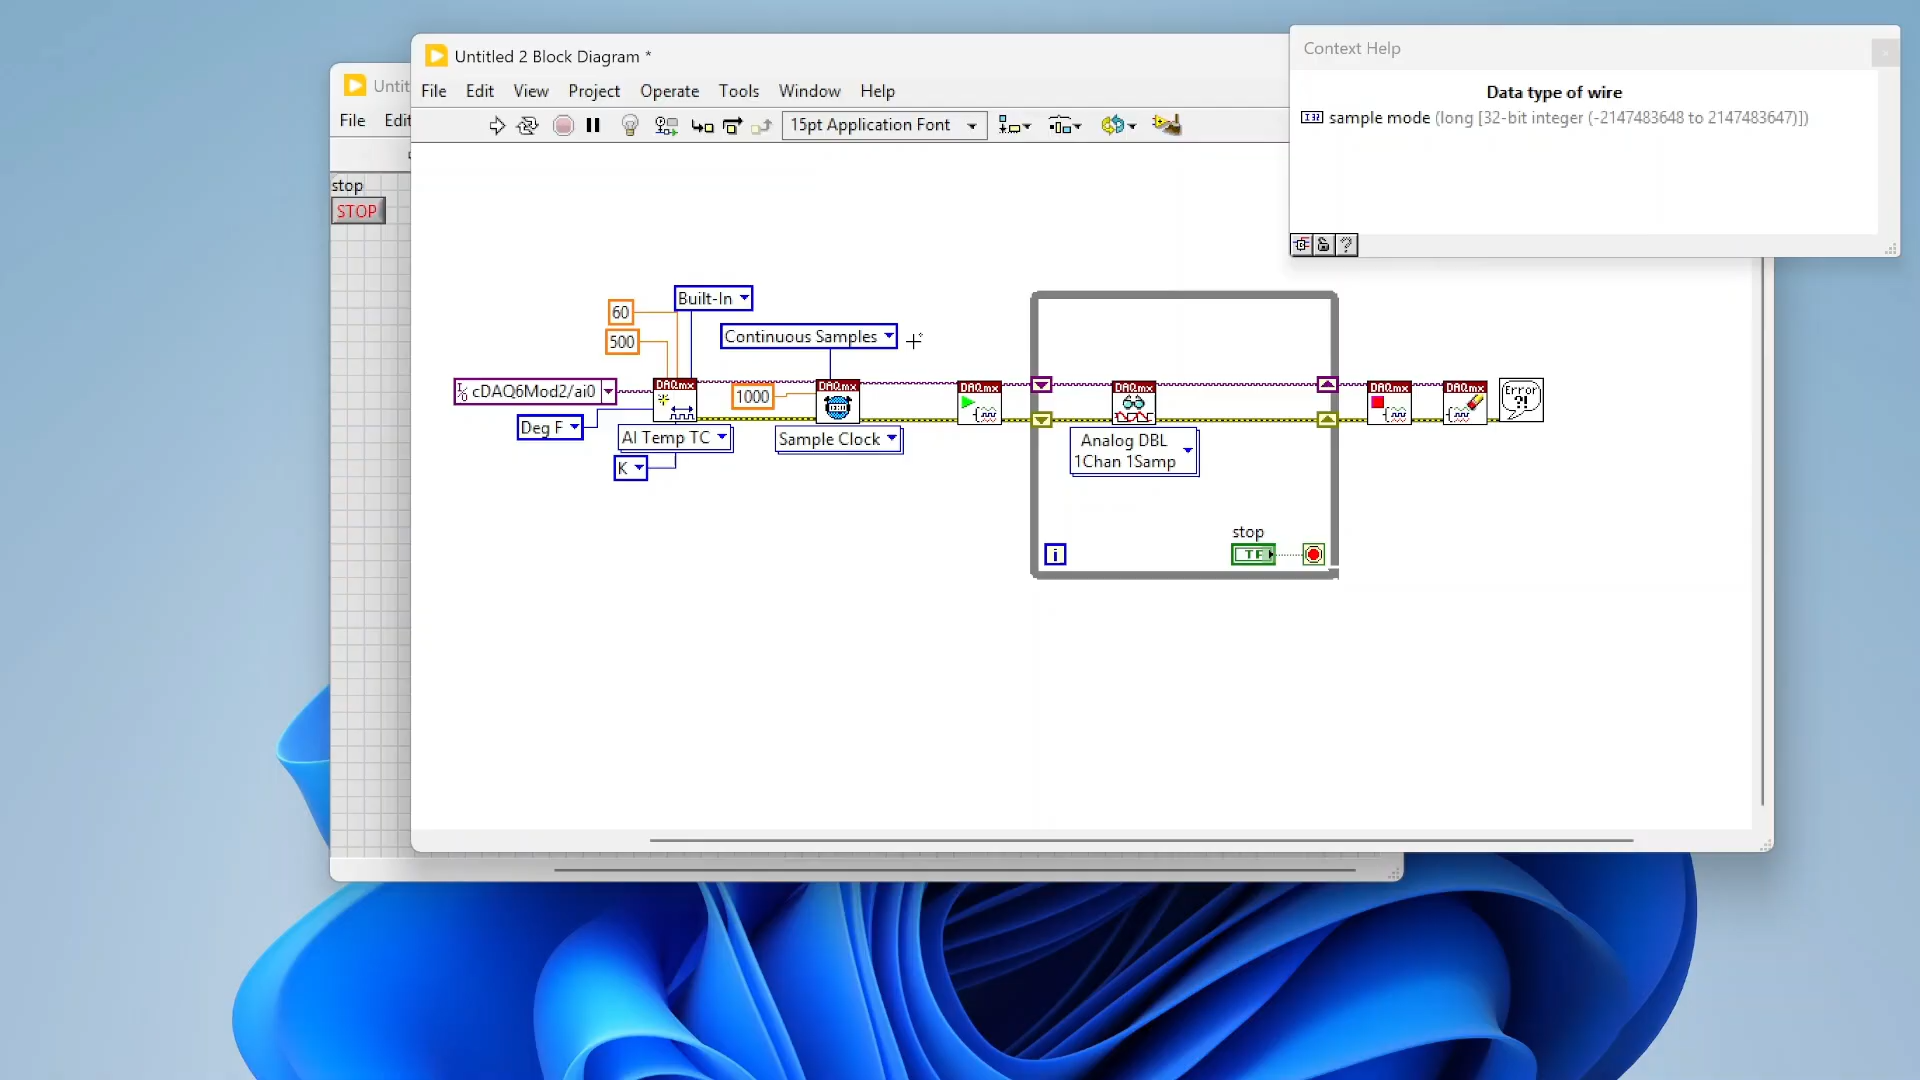 Untitled 2 Block Diagram *
File Edit View Project Operate Tools Window Help
15pt Application Font
Context Help
Data type of wire
I32 sample mode (long [32-bit integer (-2147483648 to 2147483647)])
Untit
File Edit
stop
STOP
60
Built-In
500
Continuous Samples
I/O cDAQ6Mod2/ai0
DAQmx
1000
DAQmx
DAQmx
DAQmx
DAQmx
DAQmx
Error
?!
Deg F
AI Temp TC
Sample Clock
K
Analog DBL
1Chan 1Samp
stop
TF
i